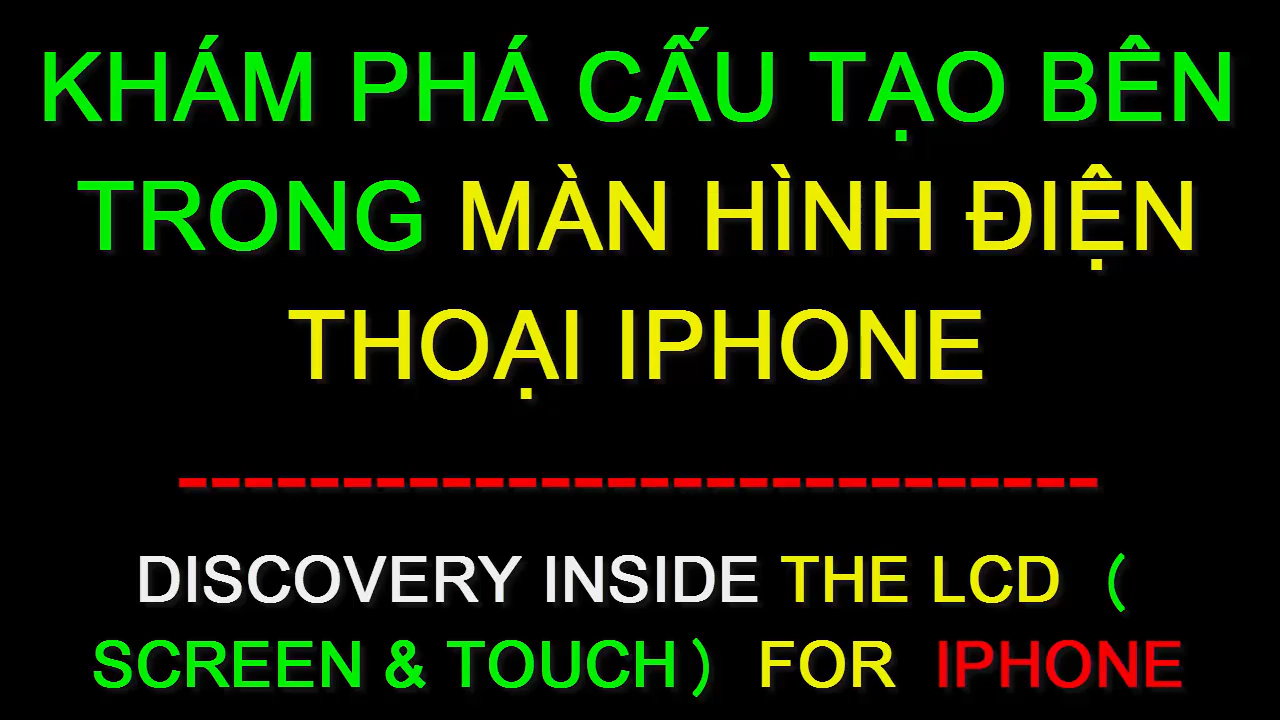 KHÁM PHÁ CẤU TẠO BÊN
TRONG MÀN HÌNH ĐIỆN
THOẠI IPHONE
----------------------------
DISCOVERY INSIDE THE LCD (
SCREEN & TOUCH) FOR IPHONE